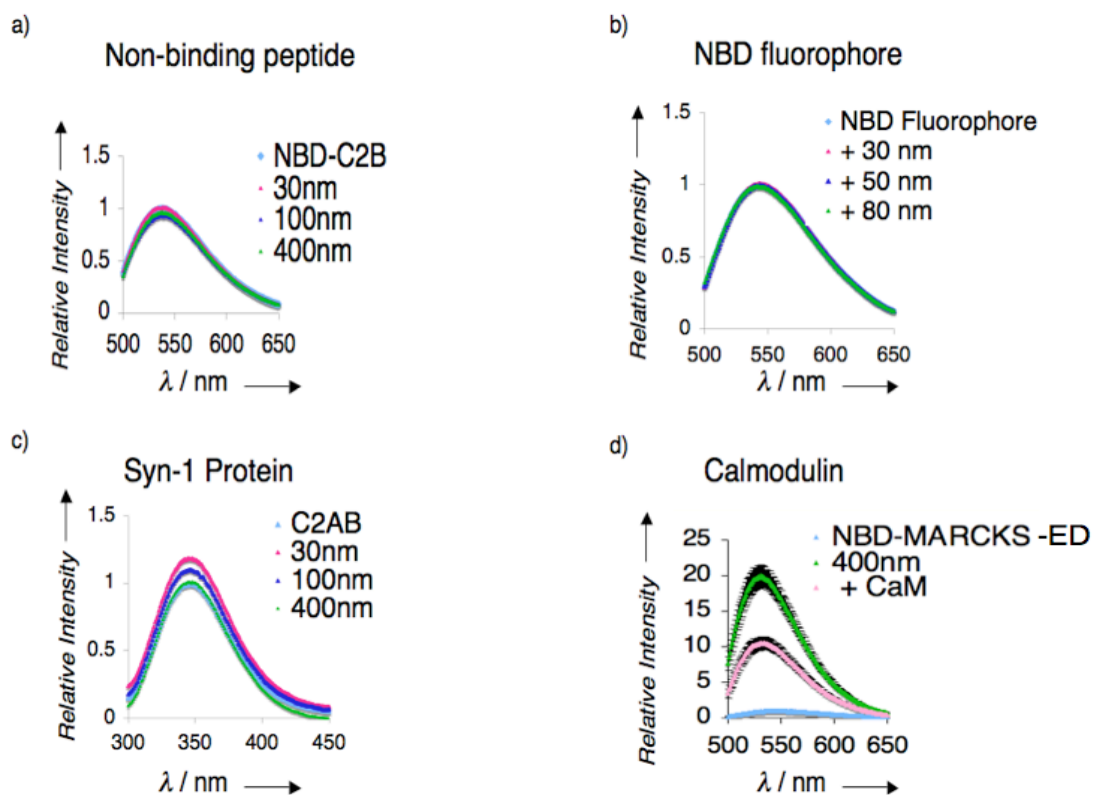 a)
Non-binding peptide
Relative Intensity
1.5
1
0.5
0
500 550 600 650
λ / nm
NBD-C2B
30nm
100nm
400nm
b)
NBD fluorophore
Relative Intensity
1.5
1
0.5
0
500 550 600 650
λ / nm
NBD Fluorophore
+ 30 nm
+ 50 nm
+ 80 nm
c)
Syn-1 Protein
Relative Intensity
1.5
1
0.5
0
300 350 400 450
λ / nm
C2AB
30nm
100nm
400nm
d)
Calmodulin
Relative Intensity
25
20
15
10
5
0
500 550 600 650
λ / nm
NBD-MARCKS -ED
400nm
+ CaM